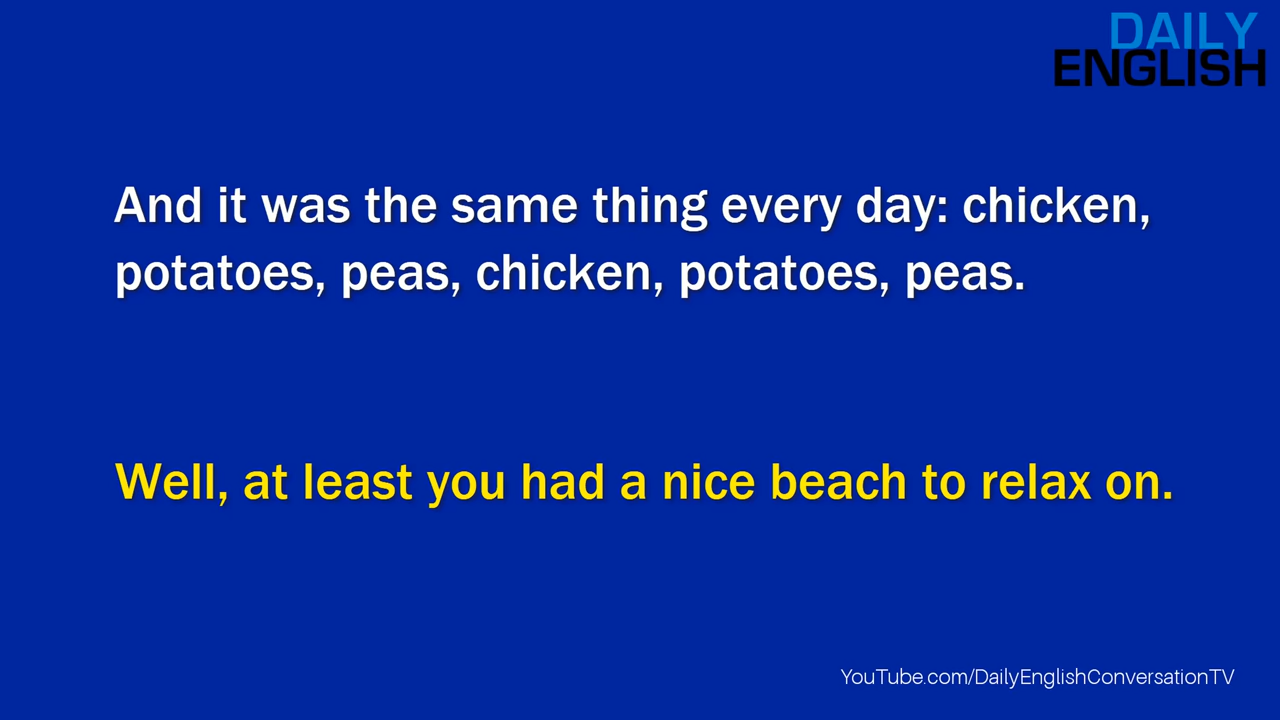 DAILY
ENGLISH
And it was the same thing every day: chicken,
potatoes, peas, chicken, potatoes, peas.
Well, at least you had a nice beach to relax on.
YouTube.com/DailyEnglishConversationTV